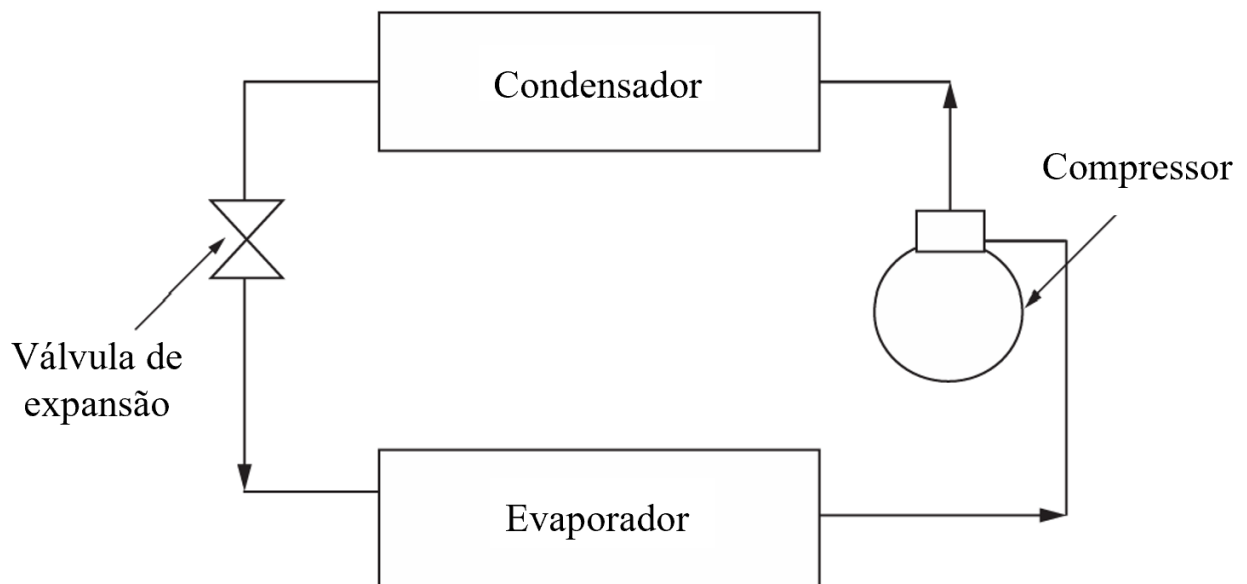 Condensador
Compressor
Válvula de
expansão
Evaporador